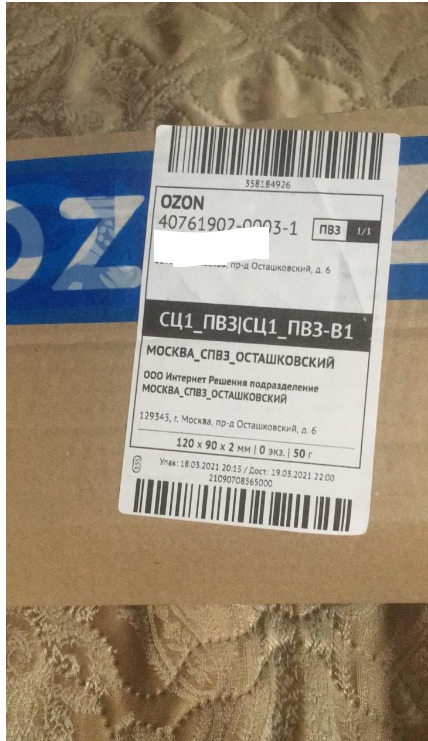 OZ
358184926
OZON
40761902-0003-1
ПВЗ 1/1
пр-д Осташковский, д. 6
СЦ1_ПВЗ|СЦ1_ПВЗ-В1
МОСКВА_СПВЗ_ОСТАШКОВСКИЙ
ООО Интернет Решения подразделение
МОСКВА_СПВЗ_ОСТАШКОВСКИЙ
129345, г. Москва, пр-д Осташковский, д. 6
120 x 90 x 2 мм | 0 экз. | 50 г
Упак: 18.03.2021 20:15 / Дост: 19.03.2021 22:00
21090708565000